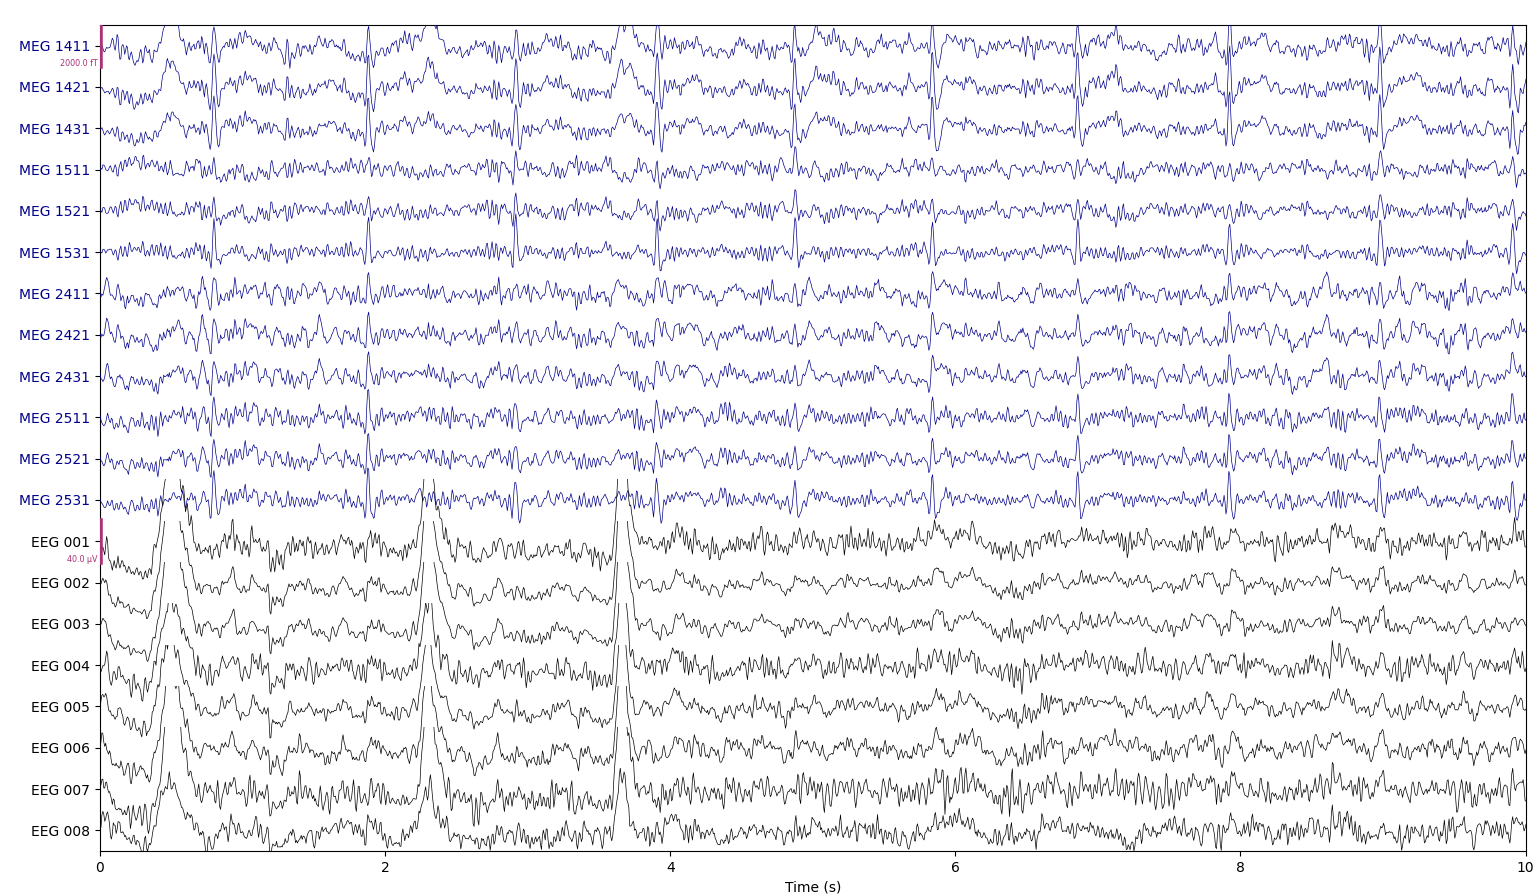 MEG 1411
2000.0 fT
MEG 1421
MEG 1431
MEG 1511
MEG 1521
MEG 1531
MEG 2411
MEG 2421
MEG 2431
MEG 2511
MEG 2521
MEG 2531
EEG 001
40.0 µV
EEG 002
EEG 003
EEG 004
EEG 005
EEG 006
EEG 007
EEG 008
0 2 4 6 8 10
Time (s)